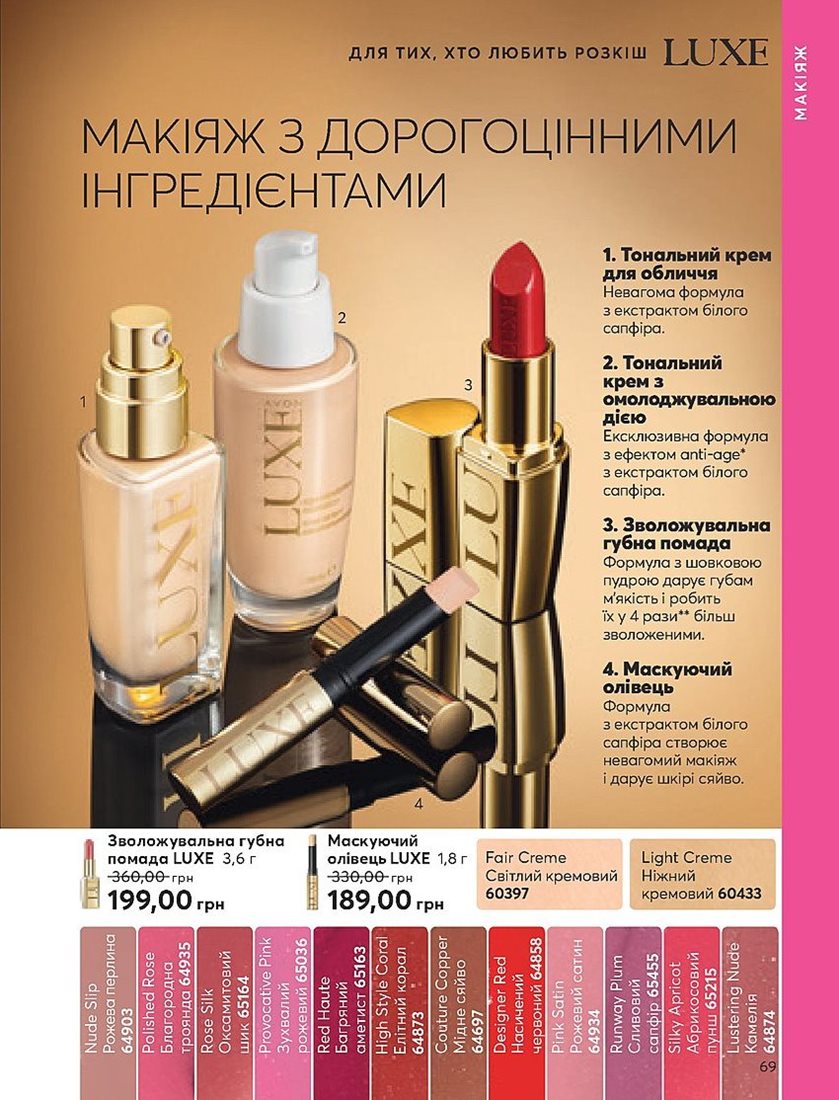 ДЛЯ ТИХ, ХТО ЛЮБИТЬ РОЗКІШ LUXE
МАКІЯЖ
МАКІЯЖ З ДОРОГОЦІННИМИ
ІНГРЕДІЄНТАМИ
1
2
3
4
LUXE
AVON
LUXE
LUXE
LU
LUXE
LUXE
1. Тональний крем
для обличчя
Невагома формула
з екстрактом білого
сапфіра.
2. Тональний
крем з
омолоджувальною
дією
Ексклюзивна формула
з ефектом anti-age*
з екстрактом білого
сапфіра.
3. Зволожувальна
губна помада
Формула з шовковою
пудрою дарує губам
м'якість і робить
їх у 4 рази** більш
зволоженими.
4. Маскуючий
олівець
Формула
з екстрактом білого
сапфіра створює
невагомий макіяж
і дарує шкірі сяйво.
Зволожувальна губна
помада LUXE 3,6 г
360,00 грн
199,00 грн
Маскуючий
олівець LUXE 1,8 г
330,00 грн
189,00 грн
Fair Creme
Світлий кремовий
60397
Light Creme
Ніжний
кремовий 60433
Nude Slip
Рожева перлина
64903
Polished Rose
Благородна
троянда 64935
Rose Silk
Оксамитовий
шик 65164
Provocative Pink
Зухвалий
рожевий 65036
Red Haute
Багряний
аметист 65163
High Style Coral
Елітний корал
64873
Couture Copper
Мідне сяйво
64697
Designer Red
Насичений
червоний 64858
Pink Satin
Рожевий сатин
64934
Runway Plum
Сливовий
сапфір 65455
Silky Apricot
Абрикосовий
пунш 65215
Lustering Nude
Камелія
64874
69